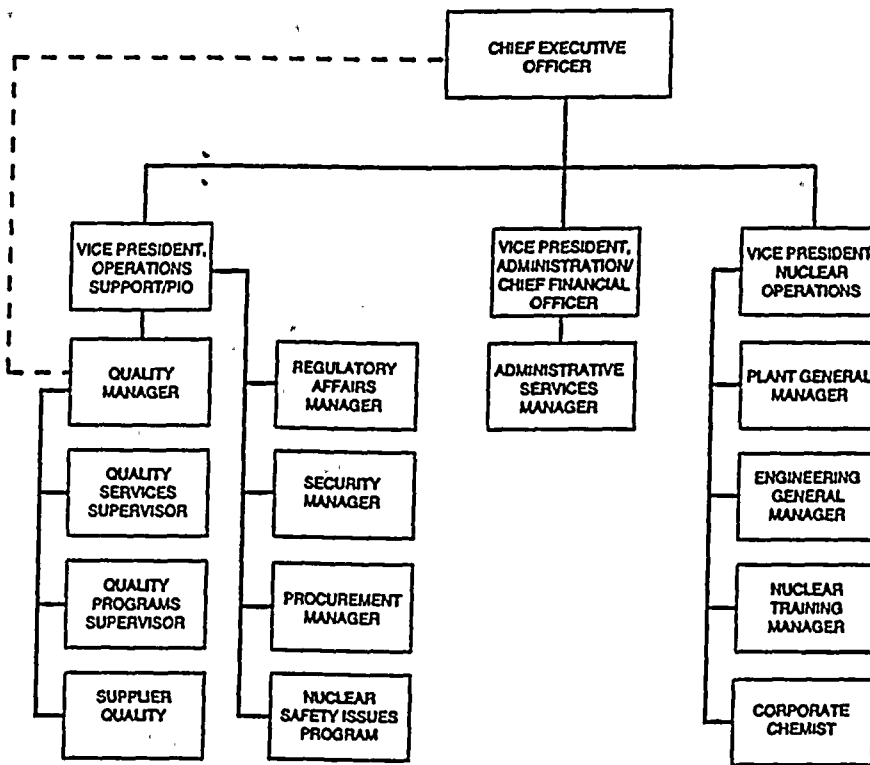 CHIEF EXECUTIVE
OFFICER
VICE PRESIDENT,
OPERATIONS
SUPPORT/PIO
VICE PRESIDENT,
ADMINISTRATION/
CHIEF FINANCIAL
OFFICER
VICE PRESIDENT
NUCLEAR
OPERATIONS
QUALITY
MANAGER
REGULATORY
AFFAIRS
MANAGER
ADMINISTRATIVE
SERVICES
MANAGER
PLANT GENERAL
MANAGER
QUALITY
SERVICES
SUPERVISOR
SECURITY
MANAGER
ENGINEERING
GENERAL
MANAGER
QUALITY
PROGRAMS
SUPERVISOR
PROCUREMENT
MANAGER
NUCLEAR
TRAINING
MANAGER
SUPPLIER
QUALITY
NUCLEAR
SAFETY ISSUES
PROGRAM
CORPORATE
CHEMIST